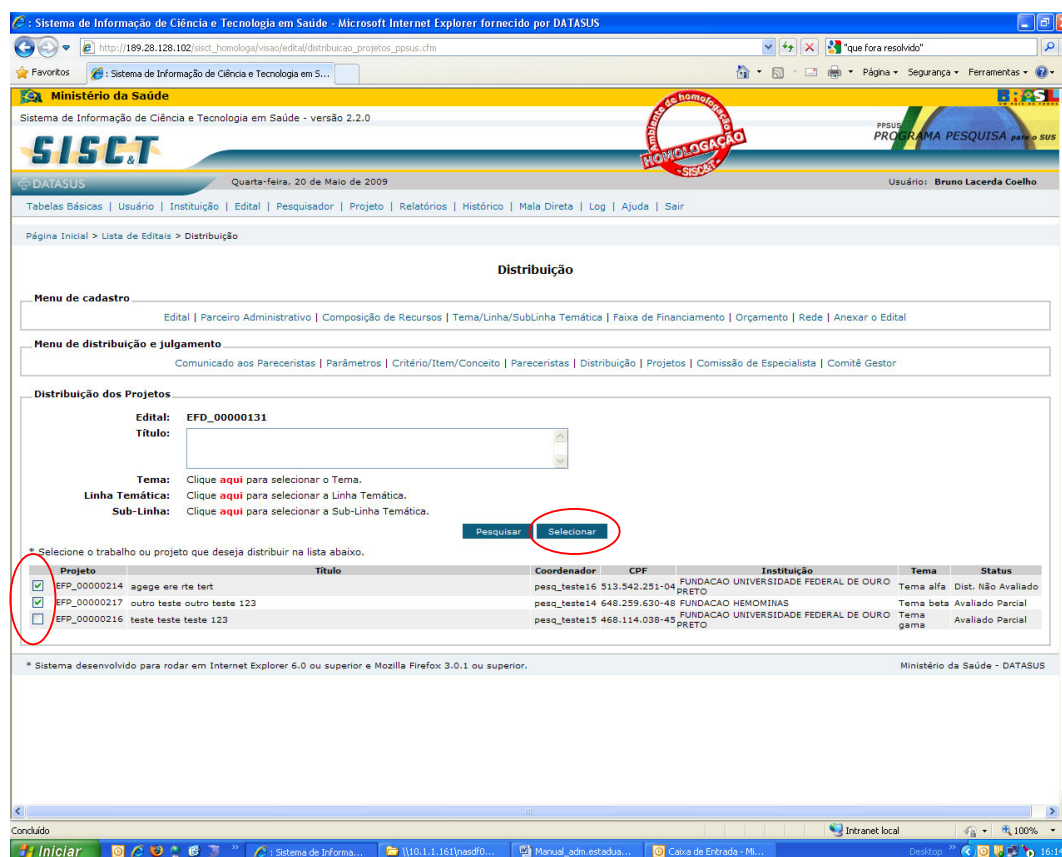 : Sistema de Informação de Ciência e Tecnologia em Saúde - Microsoft Internet Explorer fornecido por DATASUS
http://189.28.128.102/sisct_homologa/visao/edital/distribuicao_projetos_ppsus.cfm
"que fora resolvido"
Favoritos : Sistema de Informação de Ciência e Tecnologia em S... Página Segurança Ferramentas
Ministério da Saúde
BRASL
UM PAÍS DE TODOS
Sistema de Informação de Ciência e Tecnologia em Saúde - versão 2.2.0
SISC&T
Ambiente de homologação
HOMOLOGAÇÃO
-SISC&T-
PPSUS
PROGRAMA PESQUISA para o SUS
DATASUS Quarta-feira, 20 de Maio de 2009 Usuário: Bruno Lacerda Coelho
Tabelas Básicas | Usuário | Instituição | Edital | Pesquisador | Projeto | Relatórios | Histórico | Mala Direta | Log | Ajuda | Sair
Página Inicial > Lista de Editais > Distribuição
Distribuição
Menu de cadastro
Edital | Parceiro Administrativo | Composição de Recursos | Tema/Linha/SubLinha Temática | Faixa de Financiamento | Orçamento | Rede | Anexar o Edital
Menu de distribuição e julgamento
Comunicado aos Pareceristas | Parâmetros | Critério/Item/Conceito | Pareceristas | Distribuição | Projetos | Comissão de Especialista | Comitê Gestor
Distribuição dos Projetos
Edital: EFD_00000131
Título:
Tema: Clique aqui para selecionar o Tema.
Linha Temática: Clique aqui para selecionar a Linha Temática.
Sub-Linha: Clique aqui para selecionar a Sub-Linha Temática.
Pesquisar Selecionar
* Selecione o trabalho ou projeto que deseja distribuir na lista abaixo.
Projeto Título Coordenador CPF Instituição Tema Status
EFP_00000214 agege ere rte tert pesq_teste16 513.542.251-04 FUNDACAO UNIVERSIDADE FEDERAL DE OURO PRETO Tema alfa Dist. Não Avaliado
EFP_00000217 outro teste outro teste 123 pesq_teste14 648.259.630-48 FUNDACAO HEMOMINAS Tema beta Avaliado Parcial
EFP_00000216 teste teste teste 123 pesq_teste15 468.114.038-45 FUNDACAO UNIVERSIDADE FEDERAL DE OURO PRETO Tema gama Avaliado Parcial
* Sistema desenvolvido para rodar em Internet Explorer 6.0 ou superior e Mozilla Firefox 3.0.1 ou superior. Ministério da Saúde - DATASUS
Concluído Intranet local 100%
Iniciar : Sistema de Informa... \\10.1.1.161\nasdf0... Manual_adm.estadua... Caixa de Entrada - Mi... Desktop